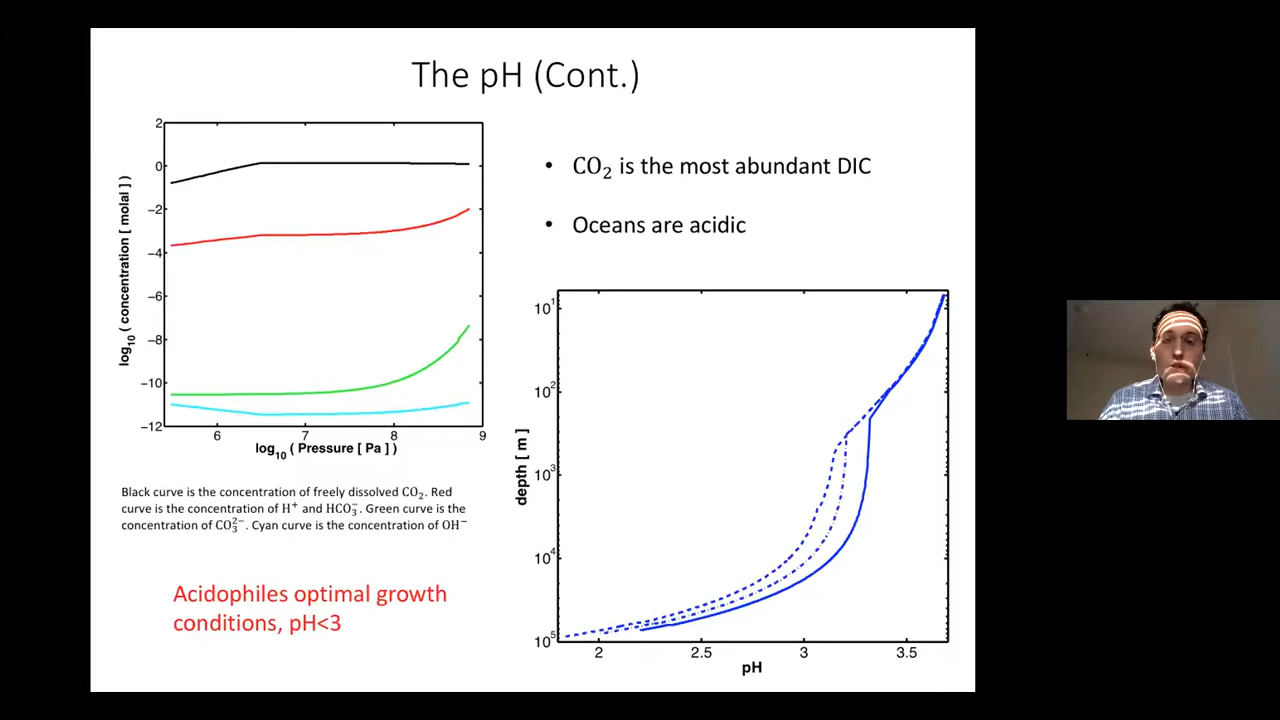 The pH (Cont.)
2
0
−2
−4
−6
−8
−10
−12
6
7
8
9
log₁₀ ( concentration [ molal ] )
log₁₀ ( Pressure [ Pa ] )
• CO₂ is the most abundant DIC
• Oceans are acidic
10¹
10²
10³
10⁴
10⁵
depth [ m ]
2
2.5
3
3.5
pH
Black curve is the concentration of freely dissolved CO₂. Red
curve is the concentration of H⁺ and HCO₃⁻. Green curve is the
concentration of CO₃²⁻. Cyan curve is the concentration of OH⁻
Acidophiles optimal growth
conditions, pH<3